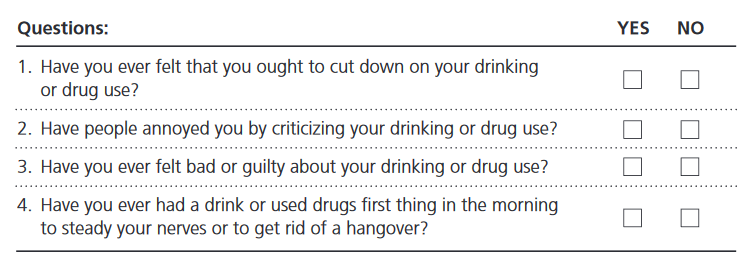 Questions: YES NO
1. Have you ever felt that you ought to cut down on your drinking
or drug use?
2. Have people annoyed you by criticizing your drinking or drug use?
3. Have you ever felt bad or guilty about your drinking or drug use?
4. Have you ever had a drink or used drugs first thing in the morning
to steady your nerves or to get rid of a hangover?